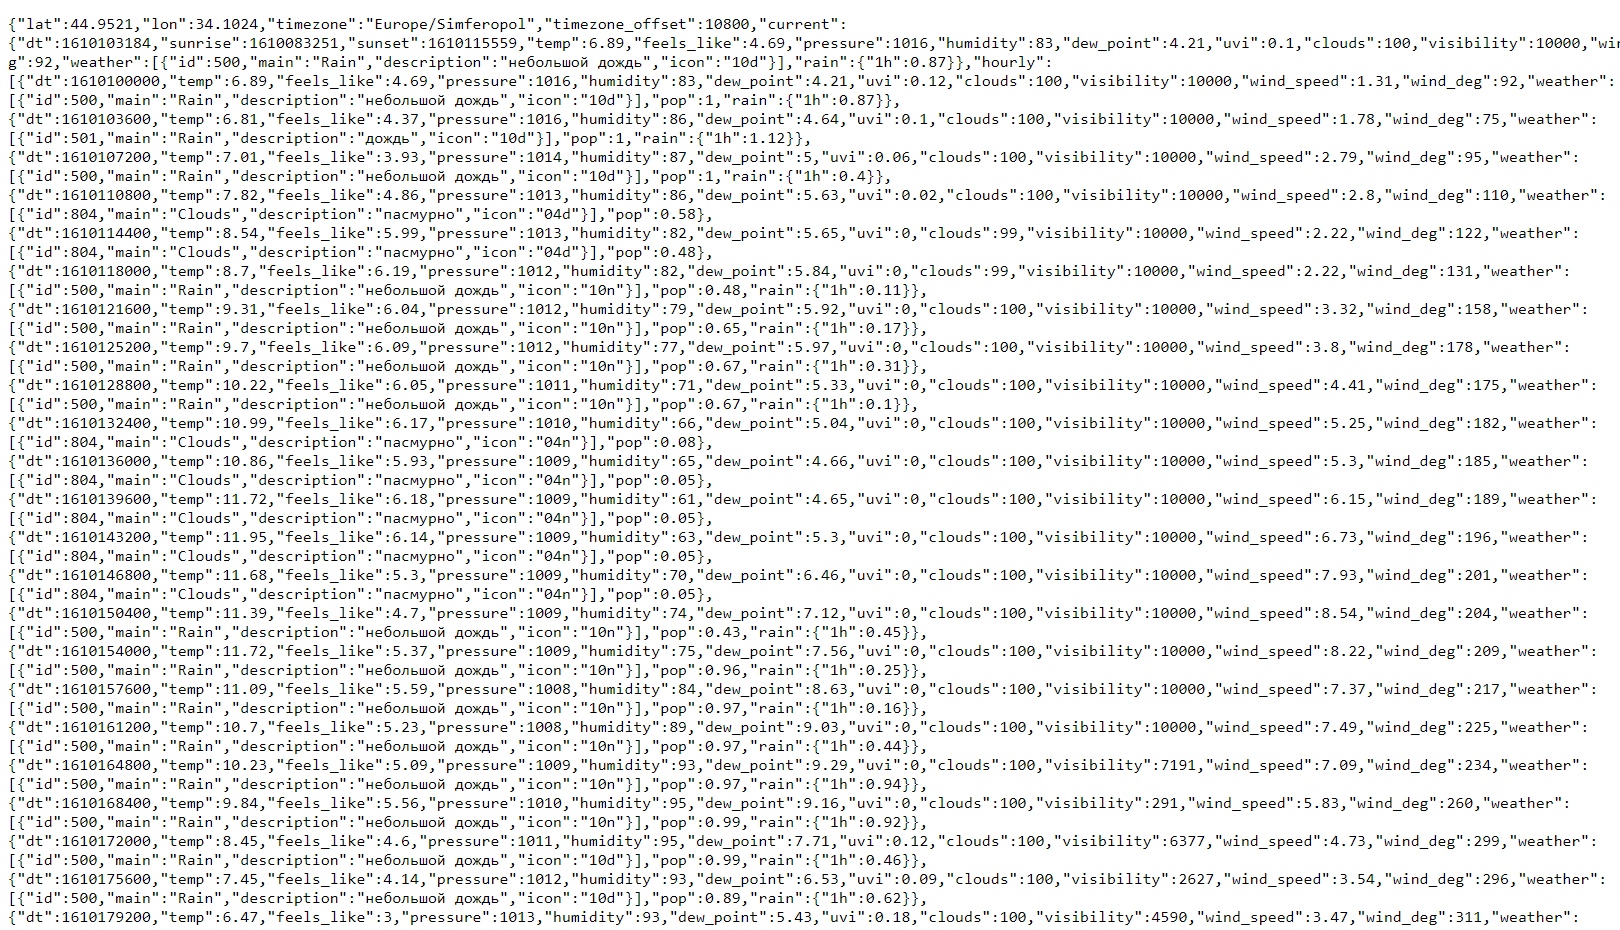 {"lat":44.9521,"lon":34.1024,"timezone":"Europe/Simferopol","timezone_offset":10800,"current":
{"dt":1610103184,"sunrise":1610083251,"sunset":1610115559,"temp":6.89,"feels_like":4.69,"pressure":1016,"humidity":83,"dew_point":4.21,"uvi":0.1,"clouds":100,"visibility":10000,"win
g":92,"weather":[{"id":500,"main":"Rain","description":"небольшой дождь","icon":"10d"}],"rain":{"1h":0.87}},"hourly":
[{"dt":1610100000,"temp":6.89,"feels_like":4.69,"pressure":1016,"humidity":83,"dew_point":4.21,"uvi":0.12,"clouds":100,"visibility":10000,"wind_speed":1.31,"wind_deg":92,"weather":
[{"id":500,"main":"Rain","description":"небольшой дождь","icon":"10d"}],"pop":1,"rain":{"1h":0.87}},
{"dt":1610103600,"temp":6.81,"feels_like":4.37,"pressure":1016,"humidity":86,"dew_point":4.64,"uvi":0.1,"clouds":100,"visibility":10000,"wind_speed":1.78,"wind_deg":75,"weather":
[{"id":501,"main":"Rain","description":"дождь","icon":"10d"}],"pop":1,"rain":{"1h":1.12}},
{"dt":1610107200,"temp":7.01,"feels_like":3.93,"pressure":1014,"humidity":87,"dew_point":5,"uvi":0.06,"clouds":100,"visibility":10000,"wind_speed":2.79,"wind_deg":95,"weather":
[{"id":500,"main":"Rain","description":"небольшой дождь","icon":"10d"}],"pop":1,"rain":{"1h":0.4}},
{"dt":1610110800,"temp":7.82,"feels_like":4.86,"pressure":1013,"humidity":86,"dew_point":5.63,"uvi":0.02,"clouds":100,"visibility":10000,"wind_speed":2.8,"wind_deg":110,"weather":
[{"id":804,"main":"Clouds","description":"пасмурно","icon":"04d"}],"pop":0.58},
{"dt":1610114400,"temp":8.54,"feels_like":5.99,"pressure":1013,"humidity":82,"dew_point":5.65,"uvi":0,"clouds":99,"visibility":10000,"wind_speed":2.22,"wind_deg":122,"weather":
[{"id":804,"main":"Clouds","description":"пасмурно","icon":"04d"}],"pop":0.48},
{"dt":1610118000,"temp":8.7,"feels_like":6.19,"pressure":1012,"humidity":82,"dew_point":5.84,"uvi":0,"clouds":99,"visibility":10000,"wind_speed":2.22,"wind_deg":131,"weather":
[{"id":500,"main":"Rain","description":"небольшой дождь","icon":"10n"}],"pop":0.48,"rain":{"1h":0.11}},
{"dt":1610121600,"temp":9.31,"feels_like":6.04,"pressure":1012,"humidity":79,"dew_point":5.92,"uvi":0,"clouds":100,"visibility":10000,"wind_speed":3.32,"wind_deg":158,"weather":
[{"id":500,"main":"Rain","description":"небольшой дождь","icon":"10n"}],"pop":0.65,"rain":{"1h":0.17}},
{"dt":1610125200,"temp":9.7,"feels_like":6.09,"pressure":1012,"humidity":77,"dew_point":5.97,"uvi":0,"clouds":100,"visibility":10000,"wind_speed":3.8,"wind_deg":178,"weather":
[{"id":500,"main":"Rain","description":"небольшой дождь","icon":"10n"}],"pop":0.67,"rain":{"1h":0.31}},
{"dt":1610128800,"temp":10.22,"feels_like":6.05,"pressure":1011,"humidity":71,"dew_point":5.33,"uvi":0,"clouds":100,"visibility":10000,"wind_speed":4.41,"wind_deg":175,"weather":
[{"id":500,"main":"Rain","description":"небольшой дождь","icon":"10n"}],"pop":0.67,"rain":{"1h":0.1}},
{"dt":1610132400,"temp":10.99,"feels_like":6.17,"pressure":1010,"humidity":66,"dew_point":5.04,"uvi":0,"clouds":100,"visibility":10000,"wind_speed":5.25,"wind_deg":182,"weather":
[{"id":804,"main":"Clouds","description":"пасмурно","icon":"04n"}],"pop":0.08},
{"dt":1610136000,"temp":10.86,"feels_like":5.93,"pressure":1009,"humidity":65,"dew_point":4.66,"uvi":0,"clouds":100,"visibility":10000,"wind_speed":5.3,"wind_deg":185,"weather":
[{"id":804,"main":"Clouds","description":"пасмурно","icon":"04n"}],"pop":0.05},
{"dt":1610139600,"temp":11.72,"feels_like":6.18,"pressure":1009,"humidity":61,"dew_point":4.65,"uvi":0,"clouds":100,"visibility":10000,"wind_speed":6.15,"wind_deg":189,"weather":
[{"id":804,"main":"Clouds","description":"пасмурно","icon":"04n"}],"pop":0.05},
{"dt":1610143200,"temp":11.95,"feels_like":6.14,"pressure":1009,"humidity":63,"dew_point":5.3,"uvi":0,"clouds":100,"visibility":10000,"wind_speed":6.73,"wind_deg":196,"weather":
[{"id":804,"main":"Clouds","description":"пасмурно","icon":"04n"}],"pop":0.05},
{"dt":1610146800,"temp":11.68,"feels_like":5.3,"pressure":1009,"humidity":70,"dew_point":6.46,"uvi":0,"clouds":100,"visibility":10000,"wind_speed":7.93,"wind_deg":201,"weather":
[{"id":804,"main":"Clouds","description":"пасмурно","icon":"04n"}],"pop":0.05},
{"dt":1610150400,"temp":11.39,"feels_like":4.7,"pressure":1009,"humidity":74,"dew_point":7.12,"uvi":0,"clouds":100,"visibility":10000,"wind_speed":8.54,"wind_deg":204,"weather":
[{"id":500,"main":"Rain","description":"небольшой дождь","icon":"10n"}],"pop":0.43,"rain":{"1h":0.45}},
{"dt":1610154000,"temp":11.72,"feels_like":5.37,"pressure":1009,"humidity":75,"dew_point":7.56,"uvi":0,"clouds":100,"visibility":10000,"wind_speed":8.22,"wind_deg":209,"weather":
[{"id":500,"main":"Rain","description":"небольшой дождь","icon":"10n"}],"pop":0.96,"rain":{"1h":0.25}},
{"dt":1610157600,"temp":11.09,"feels_like":5.59,"pressure":1008,"humidity":84,"dew_point":8.63,"uvi":0,"clouds":100,"visibility":10000,"wind_speed":7.37,"wind_deg":217,"weather":
[{"id":500,"main":"Rain","description":"небольшой дождь","icon":"10n"}],"pop":0.97,"rain":{"1h":0.16}},
{"dt":1610161200,"temp":10.7,"feels_like":5.23,"pressure":1008,"humidity":89,"dew_point":9.03,"uvi":0,"clouds":100,"visibility":10000,"wind_speed":7.49,"wind_deg":225,"weather":
[{"id":500,"main":"Rain","description":"небольшой дождь","icon":"10n"}],"pop":0.97,"rain":{"1h":0.44}},
{"dt":1610164800,"temp":10.23,"feels_like":5.09,"pressure":1009,"humidity":93,"dew_point":9.29,"uvi":0,"clouds":100,"visibility":7191,"wind_speed":7.09,"wind_deg":234,"weather":
[{"id":500,"main":"Rain","description":"небольшой дождь","icon":"10n"}],"pop":0.97,"rain":{"1h":0.94}},
{"dt":1610168400,"temp":9.84,"feels_like":5.56,"pressure":1010,"humidity":95,"dew_point":9.16,"uvi":0,"clouds":100,"visibility":291,"wind_speed":5.83,"wind_deg":260,"weather":
[{"id":500,"main":"Rain","description":"небольшой дождь","icon":"10n"}],"pop":0.99,"rain":{"1h":0.92}},
{"dt":1610172000,"temp":8.45,"feels_like":4.6,"pressure":1011,"humidity":95,"dew_point":7.71,"uvi":0.12,"clouds":100,"visibility":6377,"wind_speed":4.73,"wind_deg":299,"weather":
[{"id":500,"main":"Rain","description":"небольшой дождь","icon":"10d"}],"pop":0.99,"rain":{"1h":0.46}},
{"dt":1610175600,"temp":7.45,"feels_like":4.14,"pressure":1012,"humidity":93,"dew_point":6.53,"uvi":0.09,"clouds":100,"visibility":2627,"wind_speed":3.54,"wind_deg":296,"weather":
[{"id":500,"main":"Rain","description":"небольшой дождь","icon":"10d"}],"pop":0.89,"rain":{"1h":0.62}},
{"dt":1610179200,"temp":6.47,"feels_like":3,"pressure":1013,"humidity":93,"dew_point":5.43,"uvi":0.18,"clouds":100,"visibility":4590,"wind_speed":3.47,"wind_deg":311,"weather":